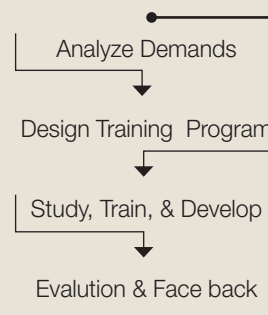 Analyze Demands
Design Training Program
Study, Train, & Develop
Evalution & Face back